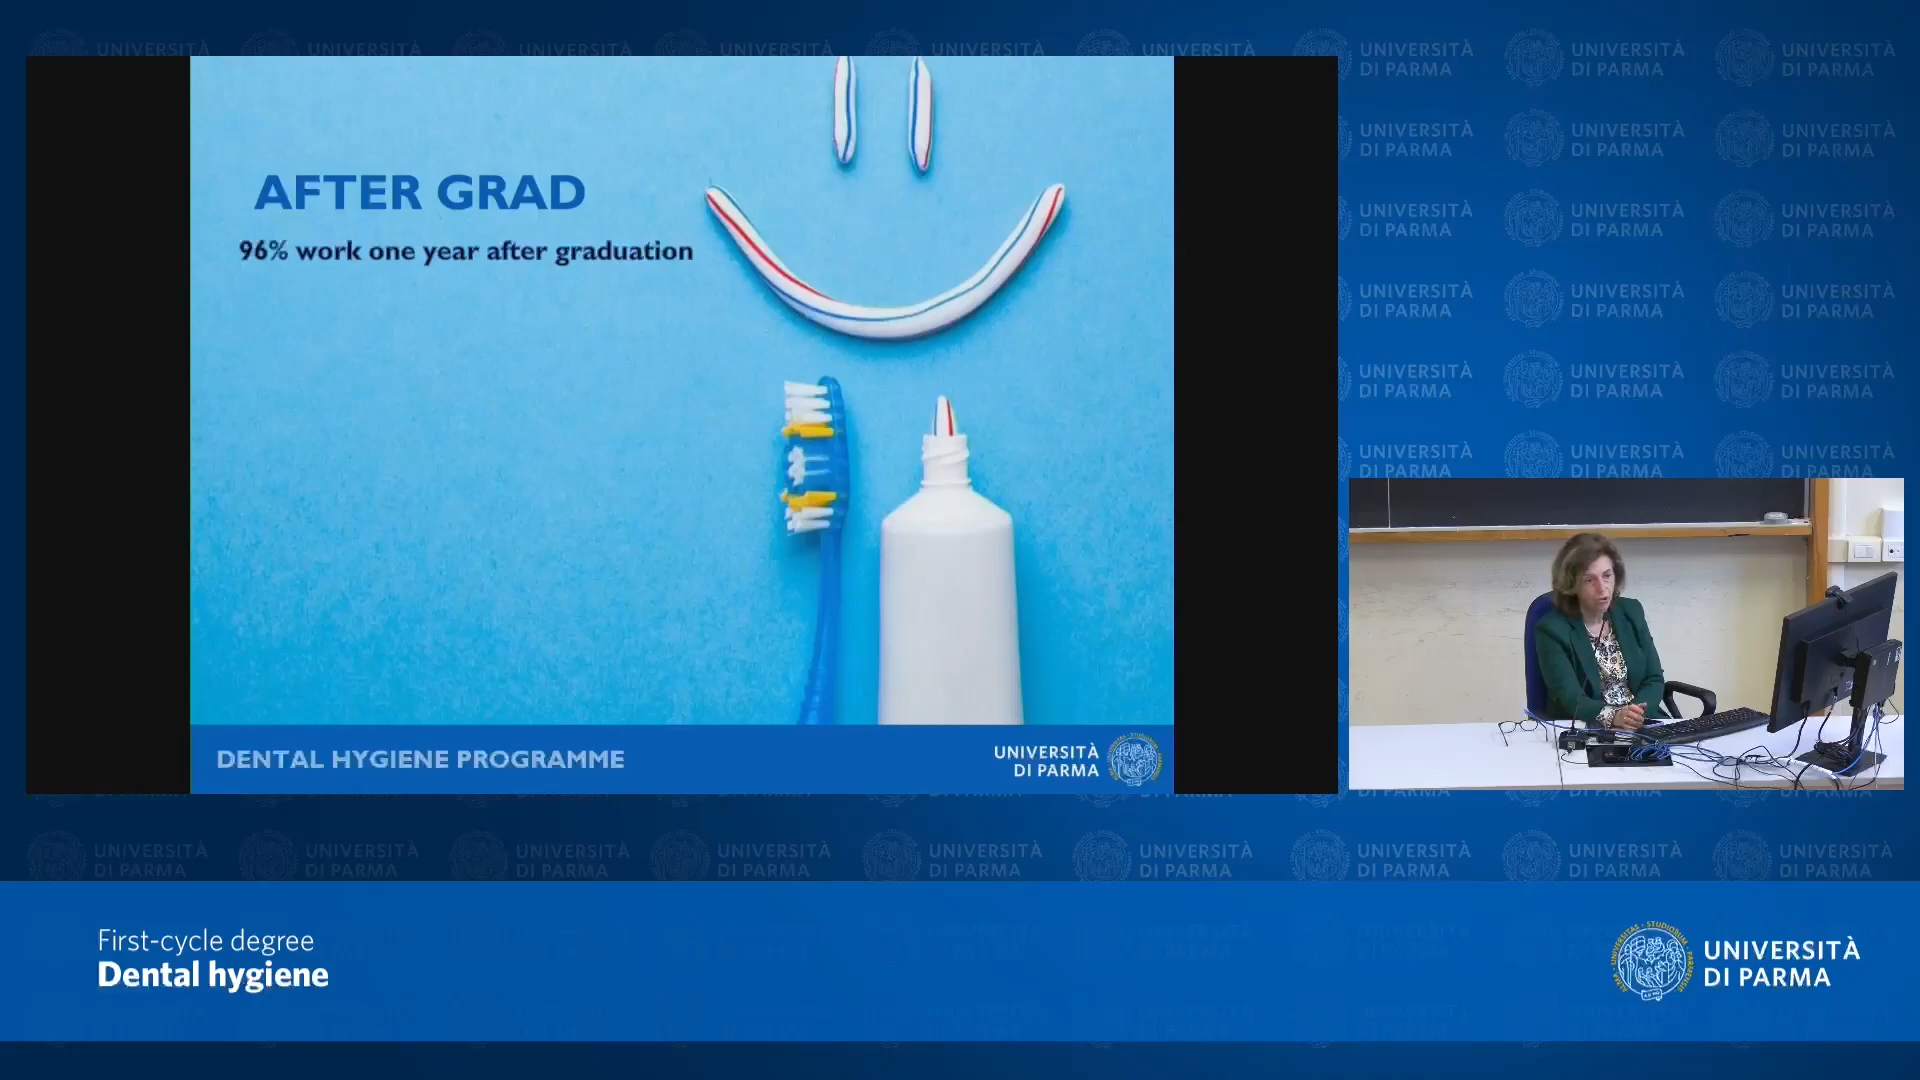 AFTER GRAD
96% work one year after graduation
DENTAL HYGIENE PROGRAMME
UNIVERSITÀ
DI PARMA
First-cycle degree
Dental hygiene
UNIVERSITÀ
DI PARMA